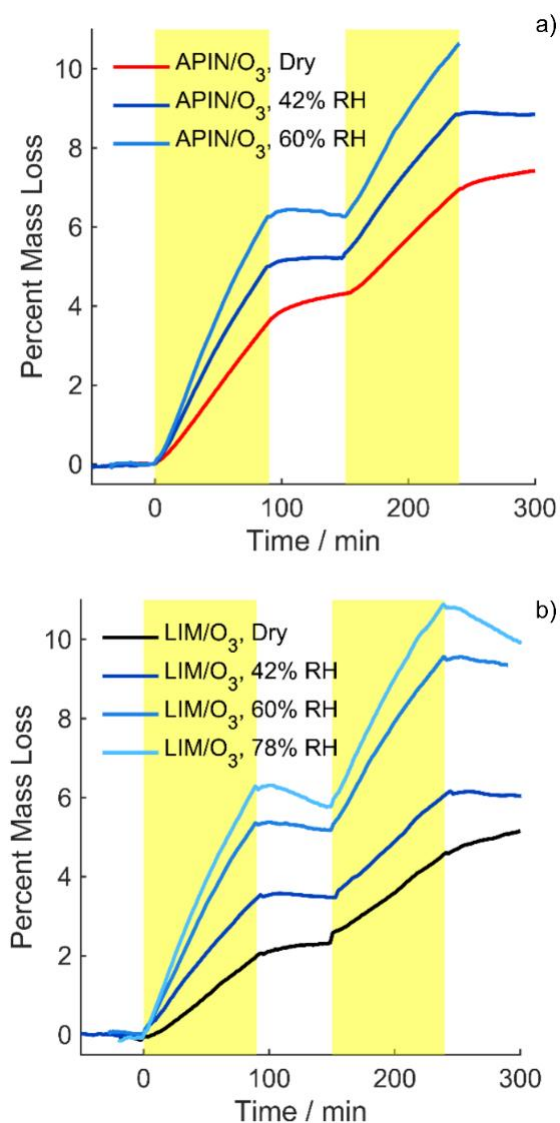 a)
APIN/O₃, Dry
APIN/O₃, 42% RH
APIN/O₃, 60% RH
Percent Mass Loss
10
8
6
4
2
0
0 100 200 300
Time / min
b)
LIM/O₃, Dry
LIM/O₃, 42% RH
LIM/O₃, 60% RH
LIM/O₃, 78% RH
Percent Mass Loss
10
8
6
4
2
0
0 100 200 300
Time / min